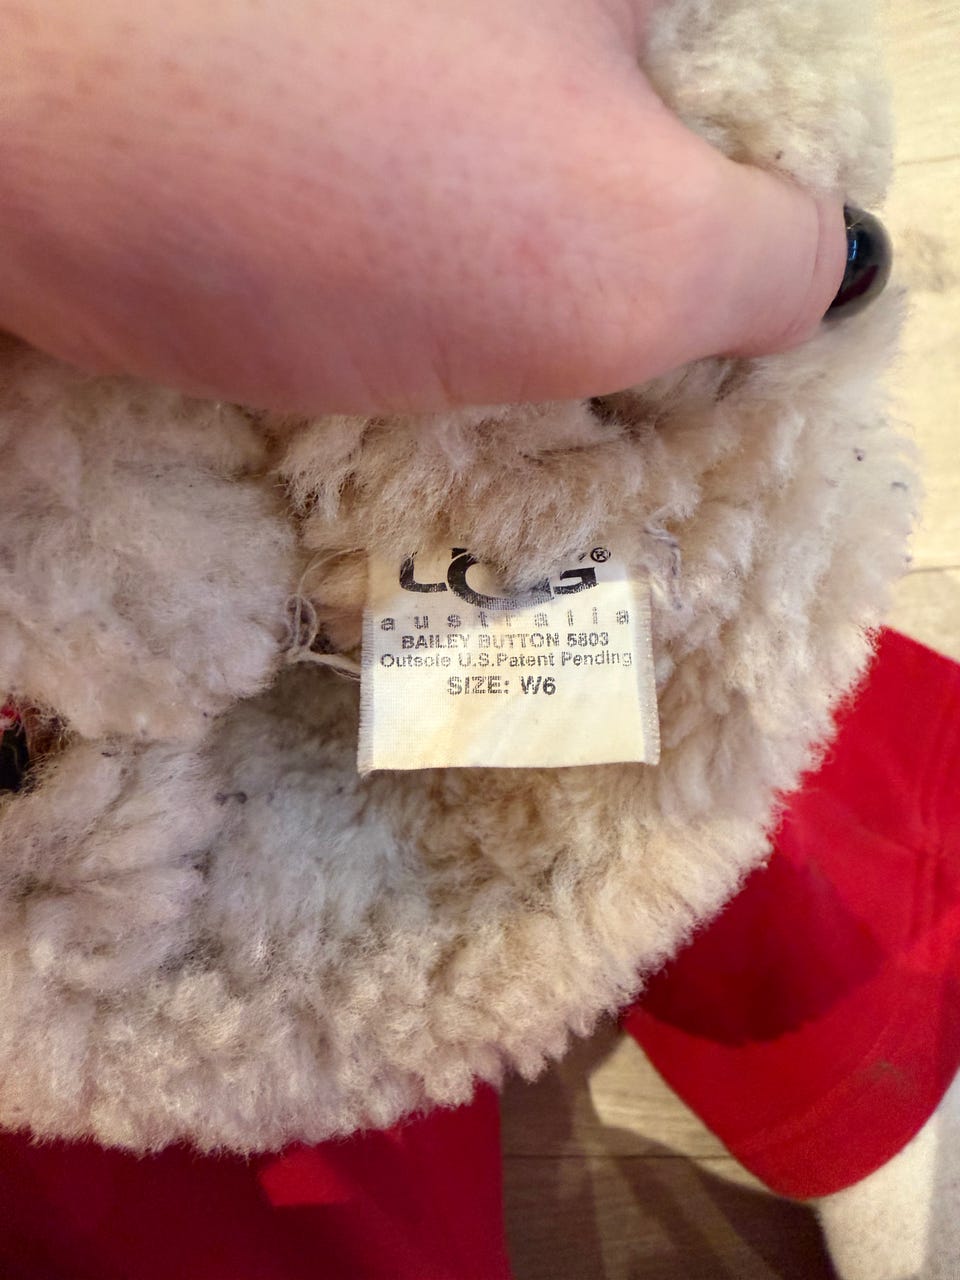 UGG®
australia
BAILEY BUTTON 5803
Outsole U.S.Patent Pending
SIZE: W6